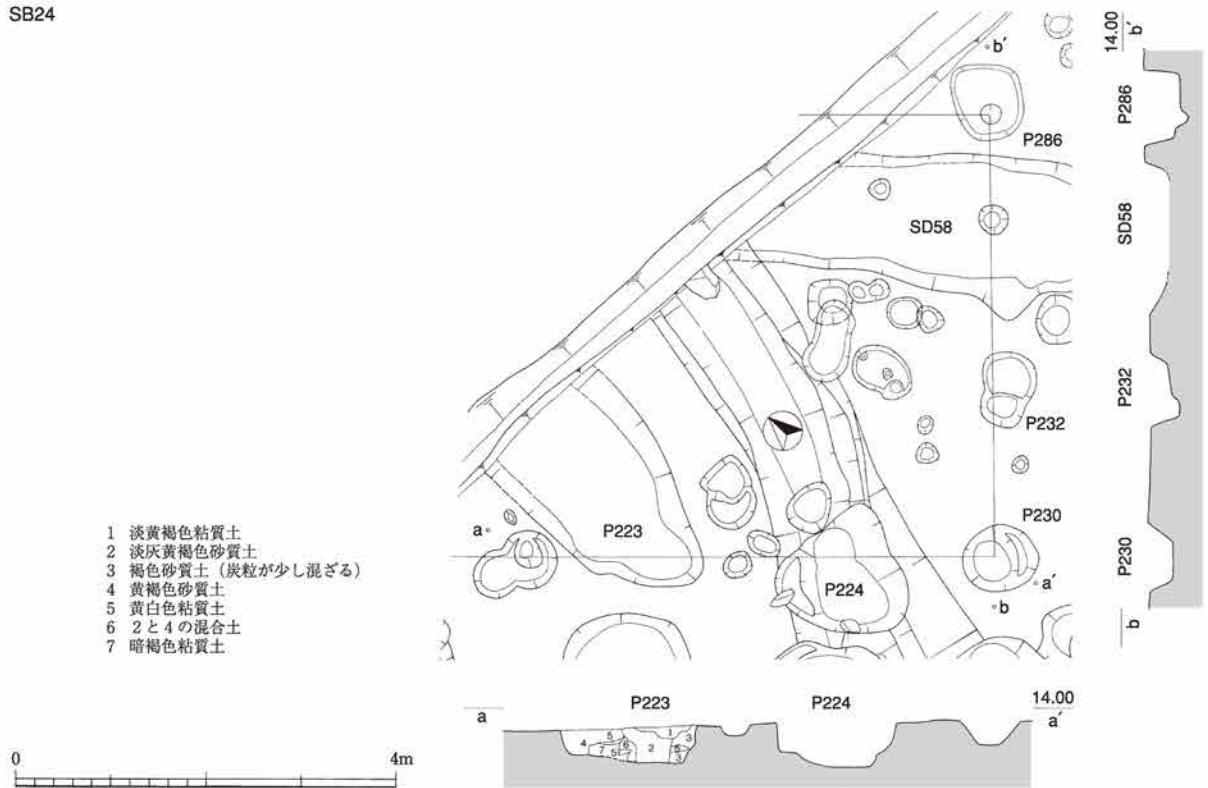 SB24
14.00
b′
b′
P286
P286
SD58
SD58
P232
P232
P223
P230
P230
a
a′
P224
b
b
1 淡黄褐色粘質土
2 淡灰黄褐色砂質土
3 褐色砂質土（炭粒が少し混ざる）
4 黄褐色砂質土
5 黄白色粘質土
6 2と4の混合土
7 暗褐色粘質土
P223
P224
14.00
a
a′
1
5
3
4
6
2
7
5
5
3
0
4m